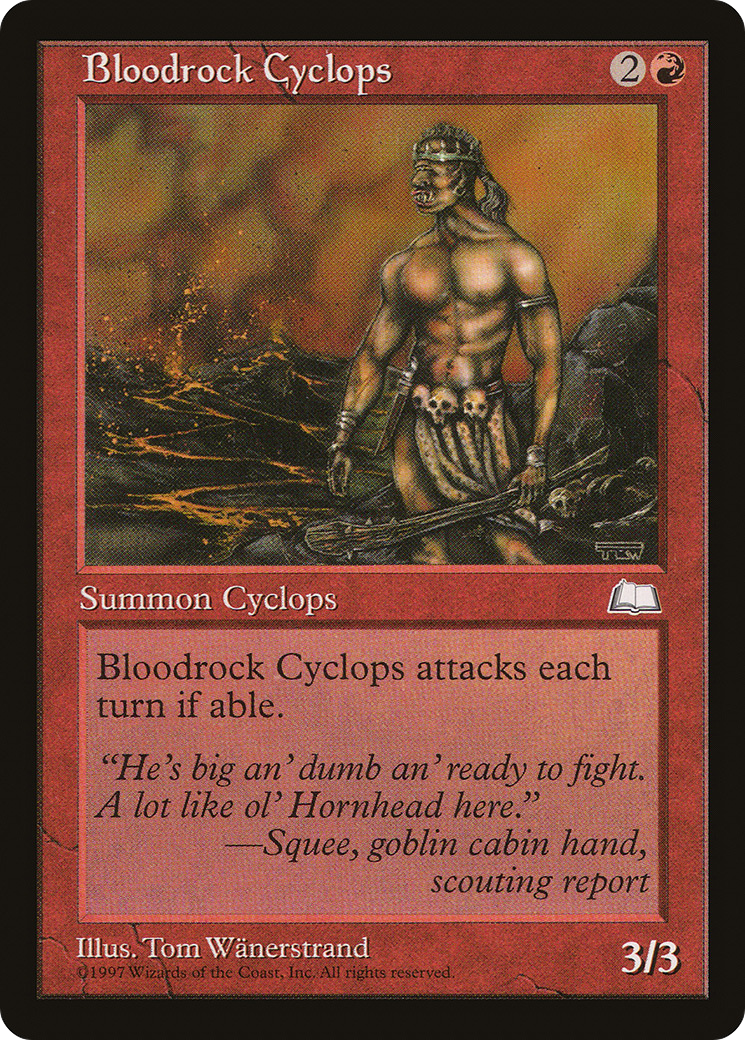 Bloodrock Cyclops 2
TCW
Summon Cyclops
Bloodrock Cyclops attacks each
turn if able.
“He’s big an’ dumb an’ ready to fight.
A lot like ol’ Hornhead here.”
—Squee, goblin cabin hand,
scouting report
Illus. Tom Wänerstrand
©1997 Wizards of the Coast, Inc. All rights reserved.
3/3